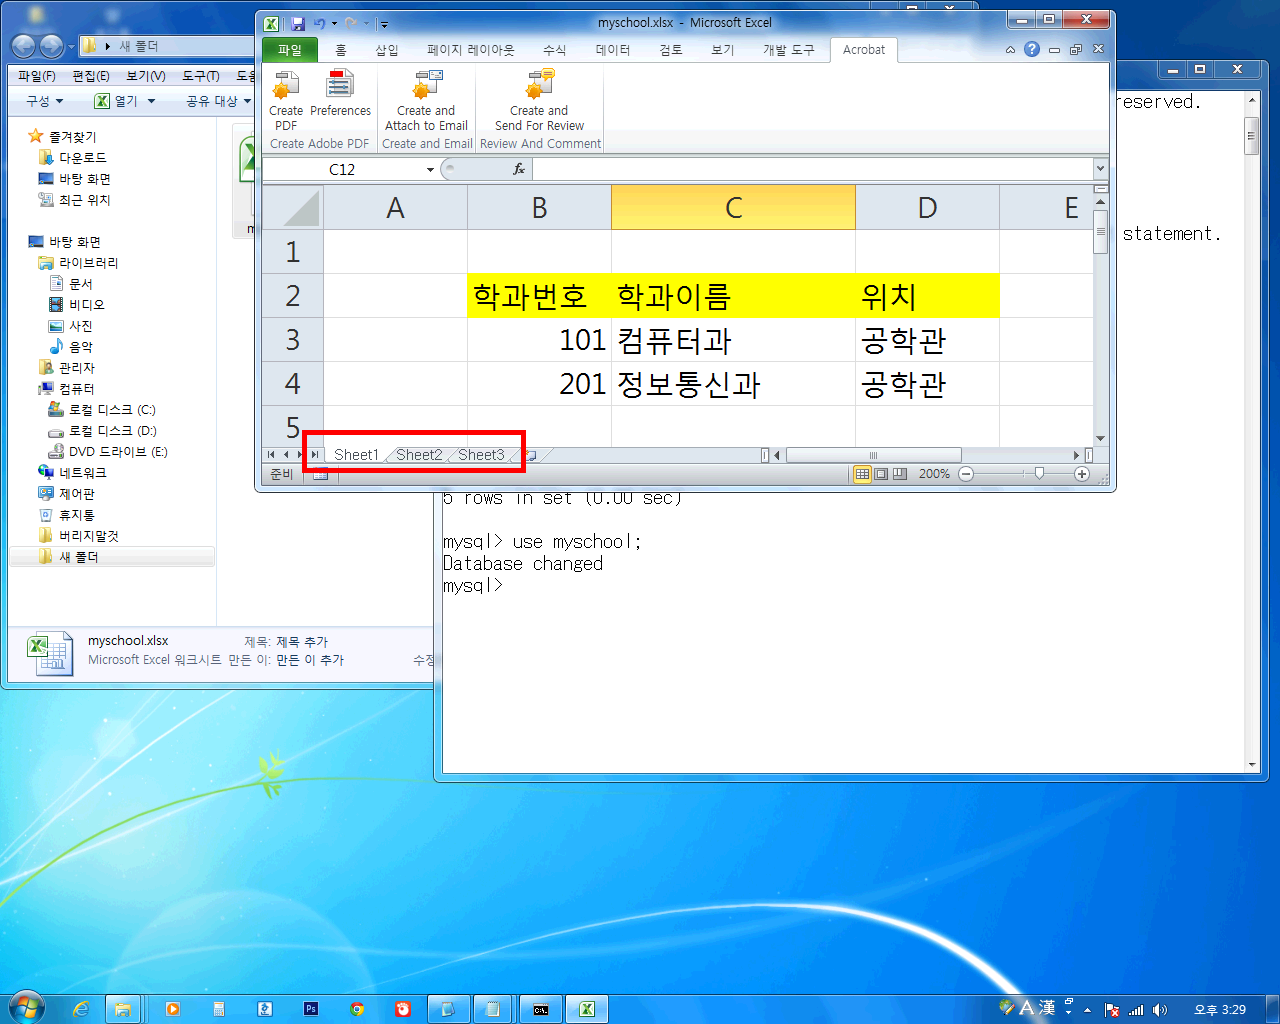 새 폴더
파일(F) 편집(E) 보기(V) 도구(T)
구성 열기 공유 대상
즐겨찾기
다운로드
바탕 화면
최근 위치
바탕 화면
라이브러리
문서
비디오
사진
음악
관리자
컴퓨터
로컬 디스크 (C:)
로컬 디스크 (D:)
DVD 드라이브 (E:)
네트워크
제어판
휴지통
버리지말것
새 폴더
myschool.xlsx 제목: 제목 추가
Microsoft Excel 워크시트 만든 이: 만든 이 추가
myschool.xlsx - Microsoft Excel
파일 홈 삽입 페이지 레이아웃 수식 데이터 검토 보기 개발 도구 Acrobat
Create PDF
Preferences
Create and Attach to Email
Create and Send For Review
Create Adobe PDF Create and Email Review And Comment
C12 fx
A B C D E
1
2 학과번호 학과이름 위치
3 101 컴퓨터과 공학관
4 201 정보통신과 공학관
5
Sheet1 Sheet2 Sheet3
준비 200%
reserved.
statement.
5 rows in set (0.00 sec)
mysql> use myschool;
Database changed
mysql>
A 漢 오후 3:29